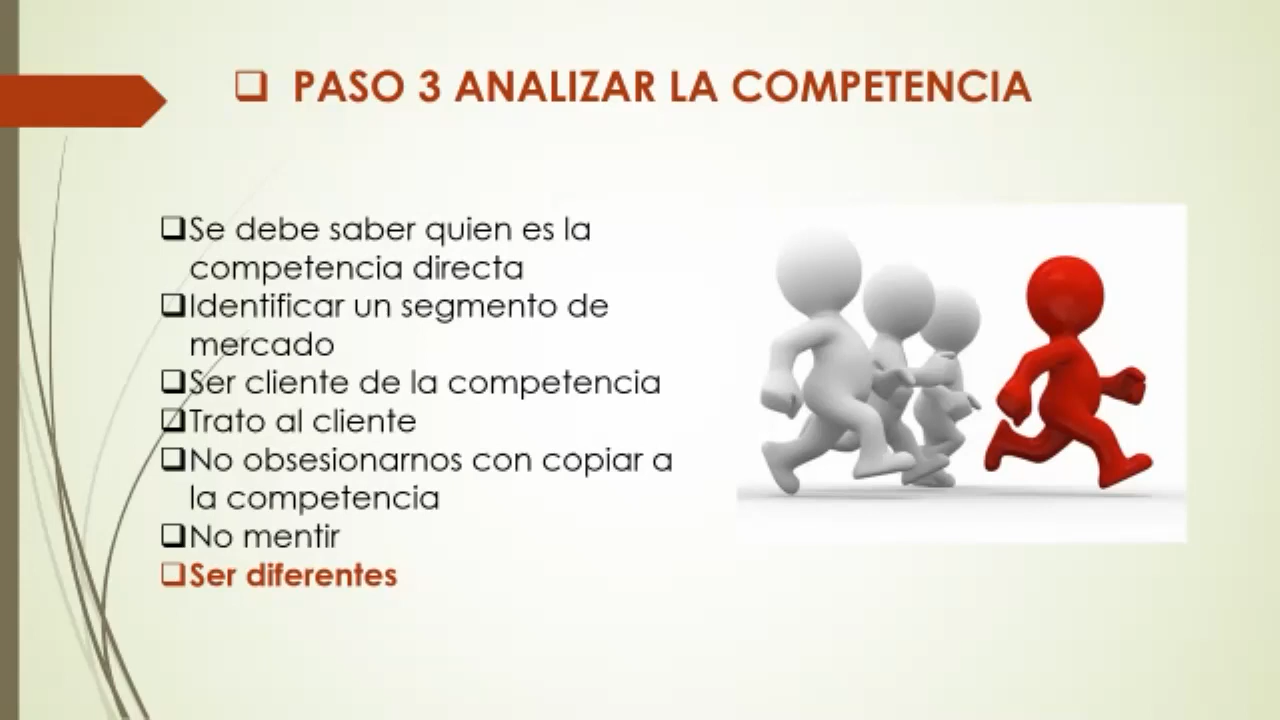 ❑ PASO 3 ANALIZAR LA COMPETENCIA
❑Se debe saber quien es la
competencia directa
❑Identificar un segmento de
mercado
❑Ser cliente de la competencia
❑Trato al cliente
❑No obsesionarnos con copiar a
la competencia
❑No mentir
❑Ser diferentes